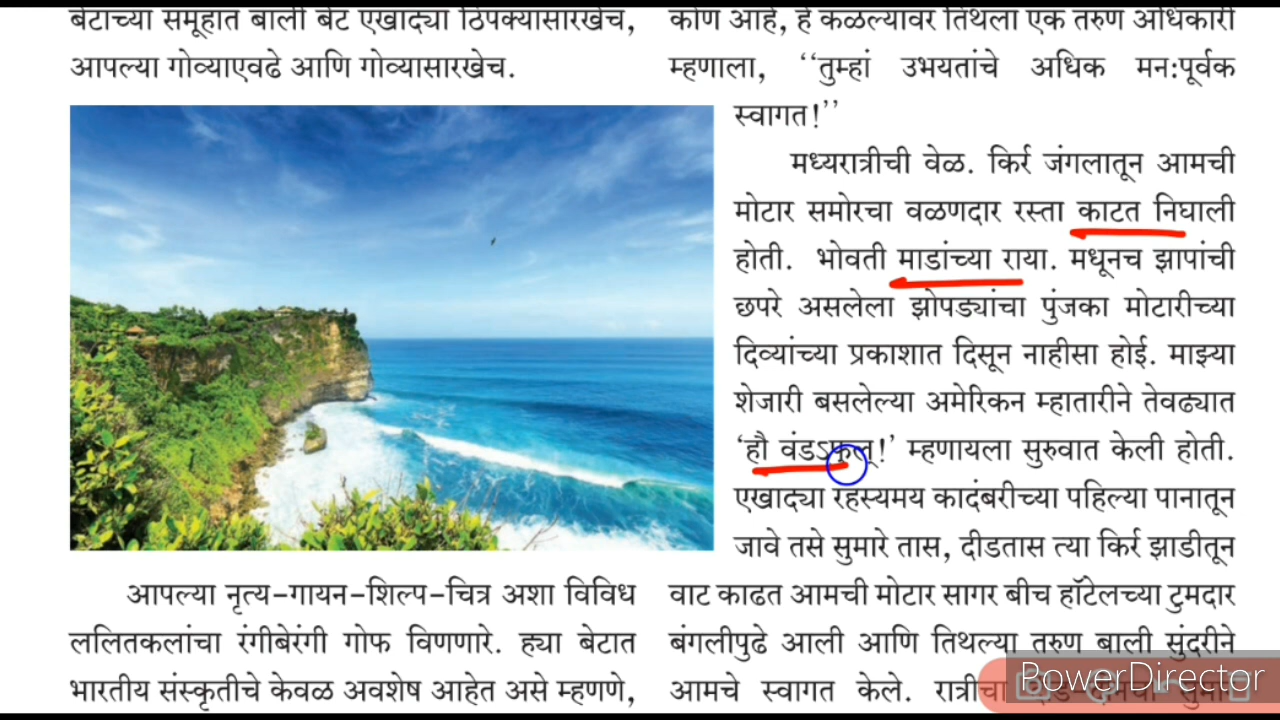 बेटांच्या समूहात बाली बेट एखाद्या ठिपक्यासारखेच,
आपल्या गोव्याएवढे आणि गोव्यासारखेच.
आपल्या नृत्य-गायन-शिल्प-चित्र अशा विविध
ललितकलांचा रंगीबेरंगी गोफ विणणारे. ह्या बेटात
भारतीय संस्कृतीचे केवळ अवशेष आहेत असे म्हणणे,
कोण आहे, हे कळल्यावर तिथला एक तरुण अधिकारी
म्हणाला, ‘‘तुम्हां उभयतांचे अधिक मन:पूर्वक
स्वागत!’’
मध्यरात्रीची वेळ. किर्र जंगलातून आमची
मोटार समोरचा वळणदार रस्ता काटत निघाली
होती. भोवती माडांच्या राया. मधूनच झापांची
छपरे असलेला झोपड्यांचा पुंजका मोटारीच्या
दिव्यांच्या प्रकाशात दिसून नाहीसा होई. माझ्या
शेजारी बसलेल्या अमेरिकन म्हातारीने तेवढ्यात
‘हौ वंडऽफुल्!’ म्हणायला सुरुवात केली होती.
एखाद्या रहस्यमय कादंबरीच्या पहिल्या पानातून
जावे तसे सुमारे तास, दीडतास त्या किर्र झाडीतून
वाट काढत आमची मोटार सागर बीच हॉटेलच्या टुमदार
बंगलीपुढे आली आणि तिथल्या तरुण बाली सुंदरीने
आमचे स्वागत केले. रात्रीचा
PowerDirector